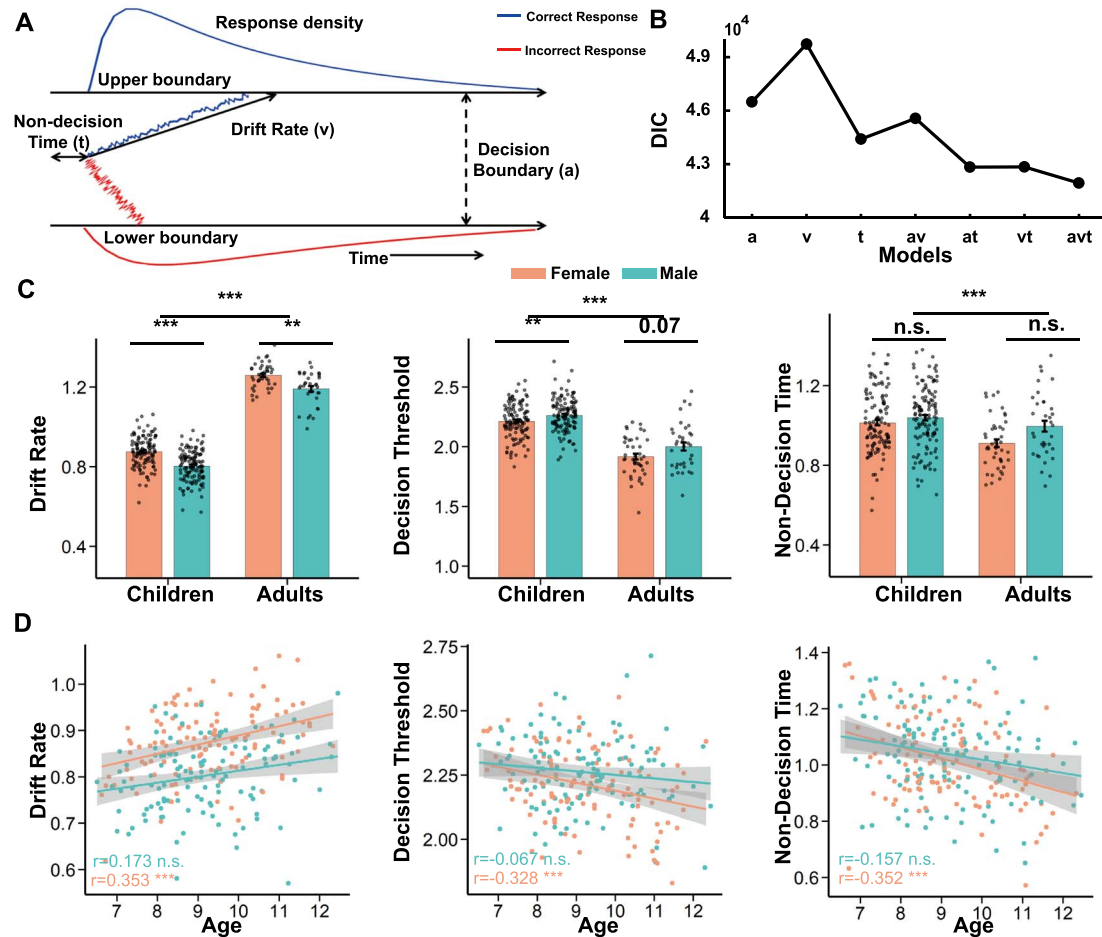 A
Response density
Correct Response
Incorrect Response
Upper boundary
Non-decision
Time (t)
Drift Rate (v)
Decision
Boundary (a)
Lower boundary
Time
B
10^4
4.9
4.6
4.3
4
DIC
a v t av at vt avt
Models
Female Male
C
***
*** **
Drift Rate
1.2
0.8
0.4
Children Adults
***
** 0.07
Decision Threshold
2.5
2.0
1.5
1.0
Children Adults
***
n.s. n.s.
Non-Decision Time
1.2
0.8
0.4
Children Adults
D
Drift Rate
1.0
0.9
0.8
0.7
0.6
r=0.173 n.s.
r=0.353 ***
7 8 9 10 11 12
Age
Decision Threshold
2.75
2.50
2.25
2.00
r=-0.067 n.s.
r=-0.328 ***
7 8 9 10 11 12
Age
Non-Decision Time
1.4
1.2
1.0
0.8
0.6
r=-0.157 n.s.
r=-0.352 ***
7 8 9 10 11 12
Age